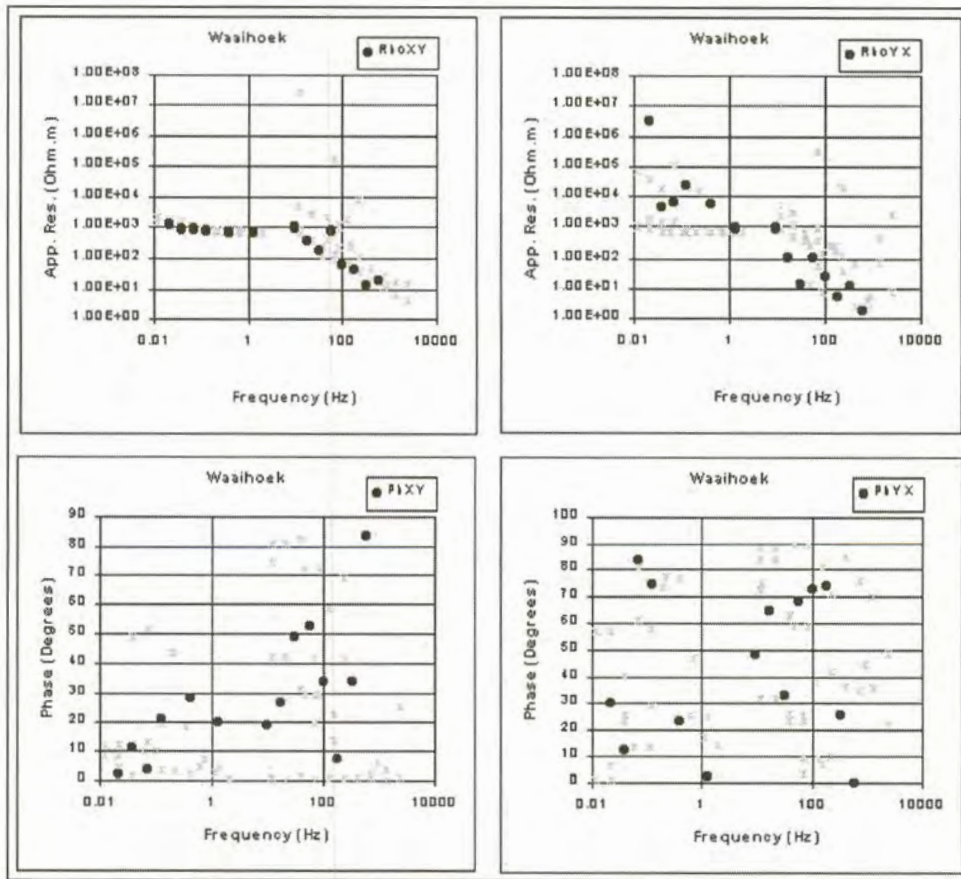 Waaihoek
RhoXY
1.00E+08
1.00E+07
1.00E+06
1.00E+05
1.00E+04
1.00E+03
1.00E+02
1.00E+01
1.00E+00
App. Res. (Ohm.m)
0.01 1 100 10000
Frequency (Hz)
Waaihoek
RhoYX
1.00E+08
1.00E+07
1.00E+06
1.00E+05
1.00E+04
1.00E+03
1.00E+02
1.00E+01
1.00E+00
App. Res. (Ohm.m)
0.01 1 100 10000
Frequency (Hz)
Waaihoek
PhXY
90
80
70
60
50
40
30
20
10
0
Phase (Degrees)
0.01 1 100 10000
Frequency (Hz)
Waaihoek
PhYX
100
90
80
70
60
50
40
30
20
10
0
Phase (Degrees)
0.01 1 100 10000
Frequency (Hz)